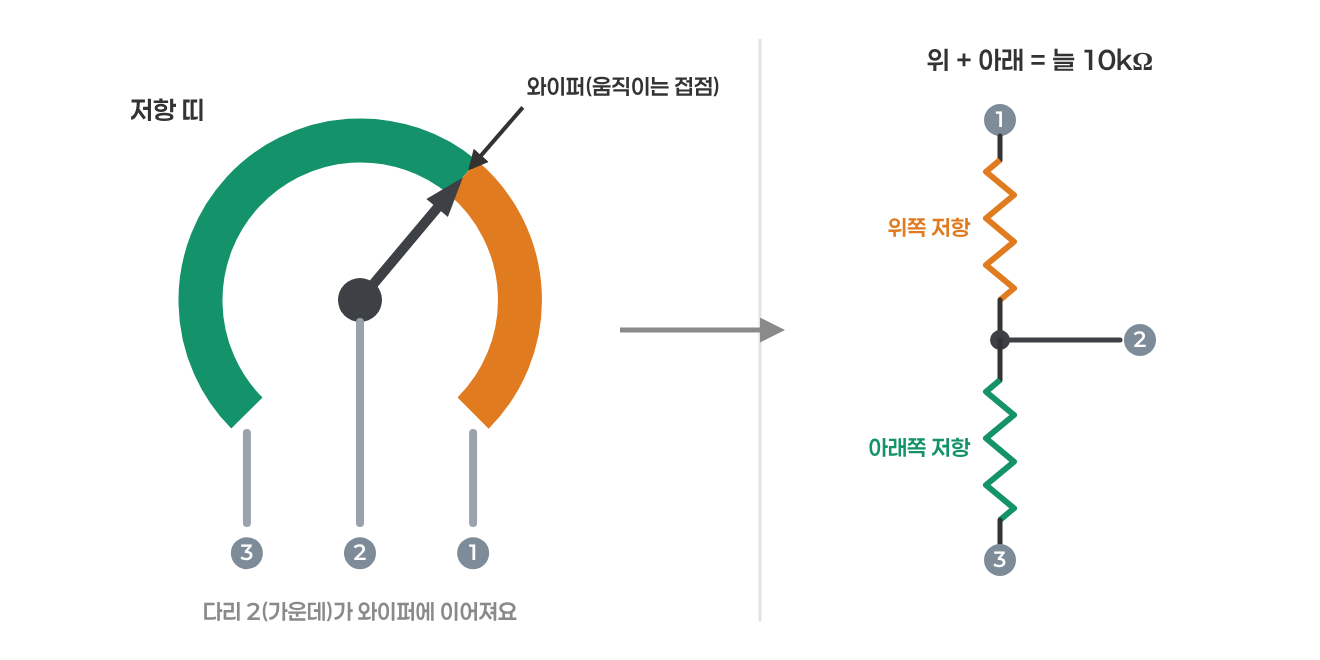 저항 띠
와이퍼(움직이는 접점)
3
2
1
다리 2(가운데)가 와이퍼에 이어져요
위 + 아래 = 늘 10kΩ
1
위쪽 저항
2
아래쪽 저항
3